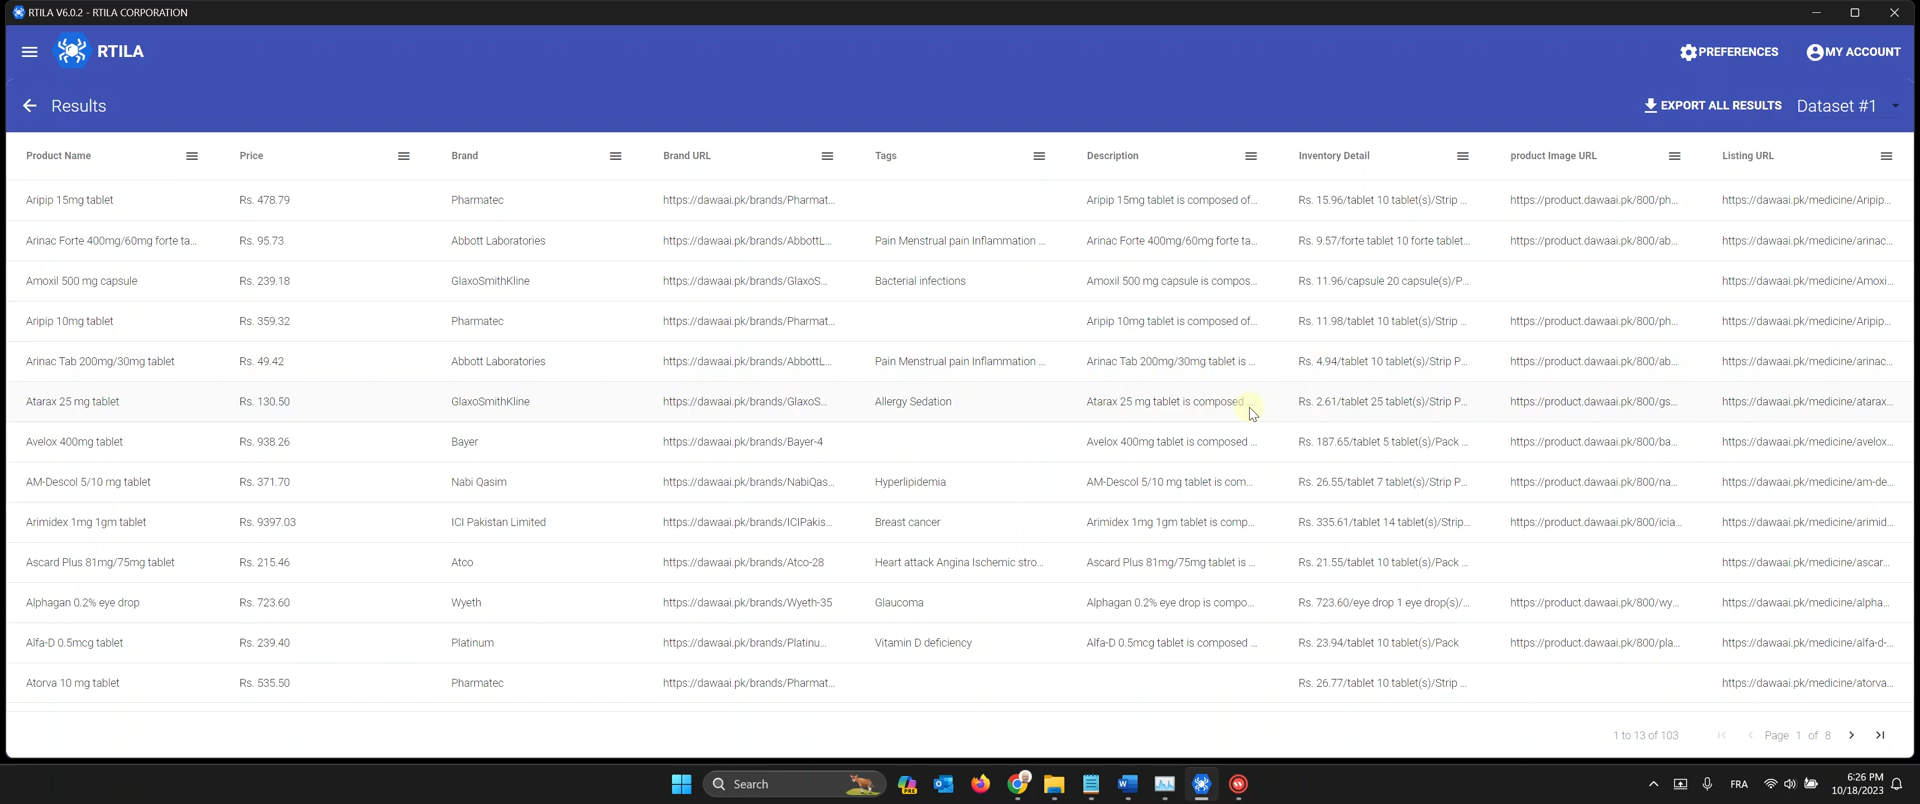 RTILA V6.0.2 - RTILA CORPORATION
RTILA
PREFERENCES
MY ACCOUNT
Results
EXPORT ALL RESULTS
Dataset #1
Product Name Price Brand Brand URL Tags Description Inventory Detail product Image URL Listing URL
Aripip 15mg tablet Rs. 478.79 Pharmatec https://dawaai.pk/brands/Pharmat... Aripip 15mg tablet is composed of... Rs. 15.96/tablet 10 tablet(s)/Strip ... https://product.dawaai.pk/800/ph... https://dawaai.pk/medicine/Aripip...
Arinac Forte 400mg/60mg forte ta... Rs. 95.73 Abbott Laboratories https://dawaai.pk/brands/AbbottL... Pain Menstrual pain Inflammation ... Arinac Forte 400mg/60mg forte ta... Rs. 9.57/forte tablet 10 forte tablet... https://product.dawaai.pk/800/ab... https://dawaai.pk/medicine/arinac...
Amoxil 500 mg capsule Rs. 239.18 GlaxoSmithKline https://dawaai.pk/brands/GlaxoS... Bacterial infections Amoxil 500 mg capsule is compos... Rs. 11.96/capsule 20 capsule(s)/P... https://dawaai.pk/medicine/Amoxi...
Aripip 10mg tablet Rs. 359.32 Pharmatec https://dawaai.pk/brands/Pharmat... Aripip 10mg tablet is composed of... Rs. 11.98/tablet 10 tablet(s)/Strip ... https://product.dawaai.pk/800/ph... https://dawaai.pk/medicine/Aripip...
Arinac Tab 200mg/30mg tablet Rs. 49.42 Abbott Laboratories https://dawaai.pk/brands/AbbottL... Pain Menstrual pain Inflammation ... Arinac Tab 200mg/30mg tablet is ... Rs. 4.94/tablet 10 tablet(s)/Strip P... https://product.dawaai.pk/800/ab... https://dawaai.pk/medicine/arinac...
Atarax 25 mg tablet Rs. 130.50 GlaxoSmithKline https://dawaai.pk/brands/GlaxoS... Allergy Sedation Atarax 25 mg tablet is composed ... Rs. 2.61/tablet 25 tablet(s)/Strip P... https://product.dawaai.pk/800/gs... https://dawaai.pk/medicine/atarax...
Avelox 400mg tablet Rs. 938.26 Bayer https://dawaai.pk/brands/Bayer-4 Avelox 400mg tablet is composed ... Rs. 187.65/tablet 5 tablet(s)/Pack ... https://product.dawaai.pk/800/ba... https://dawaai.pk/medicine/avelox...
AM-Descol 5/10 mg tablet Rs. 371.70 Nabi Qasim https://dawaai.pk/brands/NabiQas... Hyperlipidemia AM-Descol 5/10 mg tablet is com... Rs. 26.55/tablet 7 tablet(s)/Strip P... https://product.dawaai.pk/800/na... https://dawaai.pk/medicine/am-de...
Arimidex 1mg 1gm tablet Rs. 9397.03 ICI Pakistan Limited https://dawaai.pk/brands/ICIPakis... Breast cancer Arimidex 1mg 1gm tablet is comp... Rs. 335.61/tablet 14 tablet(s)/Strip... https://product.dawaai.pk/800/icia... https://dawaai.pk/medicine/arimid...
Ascard Plus 81mg/75mg tablet Rs. 215.46 Atco https://dawaai.pk/brands/Atco-28 Heart attack Angina Ischemic stro... Ascard Plus 81mg/75mg tablet is ... Rs. 21.55/tablet 10 tablet(s)/Pack ... https://dawaai.pk/medicine/ascar...
Alphagan 0.2% eye drop Rs. 723.60 Wyeth https://dawaai.pk/brands/Wyeth-35 Glaucoma Alphagan 0.2% eye drop is compo... Rs. 723.60/eye drop 1 eye drop(s)/... https://product.dawaai.pk/800/wy... https://dawaai.pk/medicine/alpha...
Alfa-D 0.5mcg tablet Rs. 239.40 Platinum https://dawaai.pk/brands/Platinu... Vitamin D deficiency Alfa-D 0.5mcg tablet is composed ... Rs. 23.94/tablet 10 tablet(s)/Pack https://product.dawaai.pk/800/pla... https://dawaai.pk/medicine/alfa-d-...
Atorva 10 mg tablet Rs. 535.50 Pharmatec https://dawaai.pk/brands/Pharmat... Rs. 26.77/tablet 10 tablet(s)/Strip ... https://dawaai.pk/medicine/atorva...
1 to 13 of 103 Page 1 of 8
Search
PRE
FRA
6:26 PM
10/18/2023